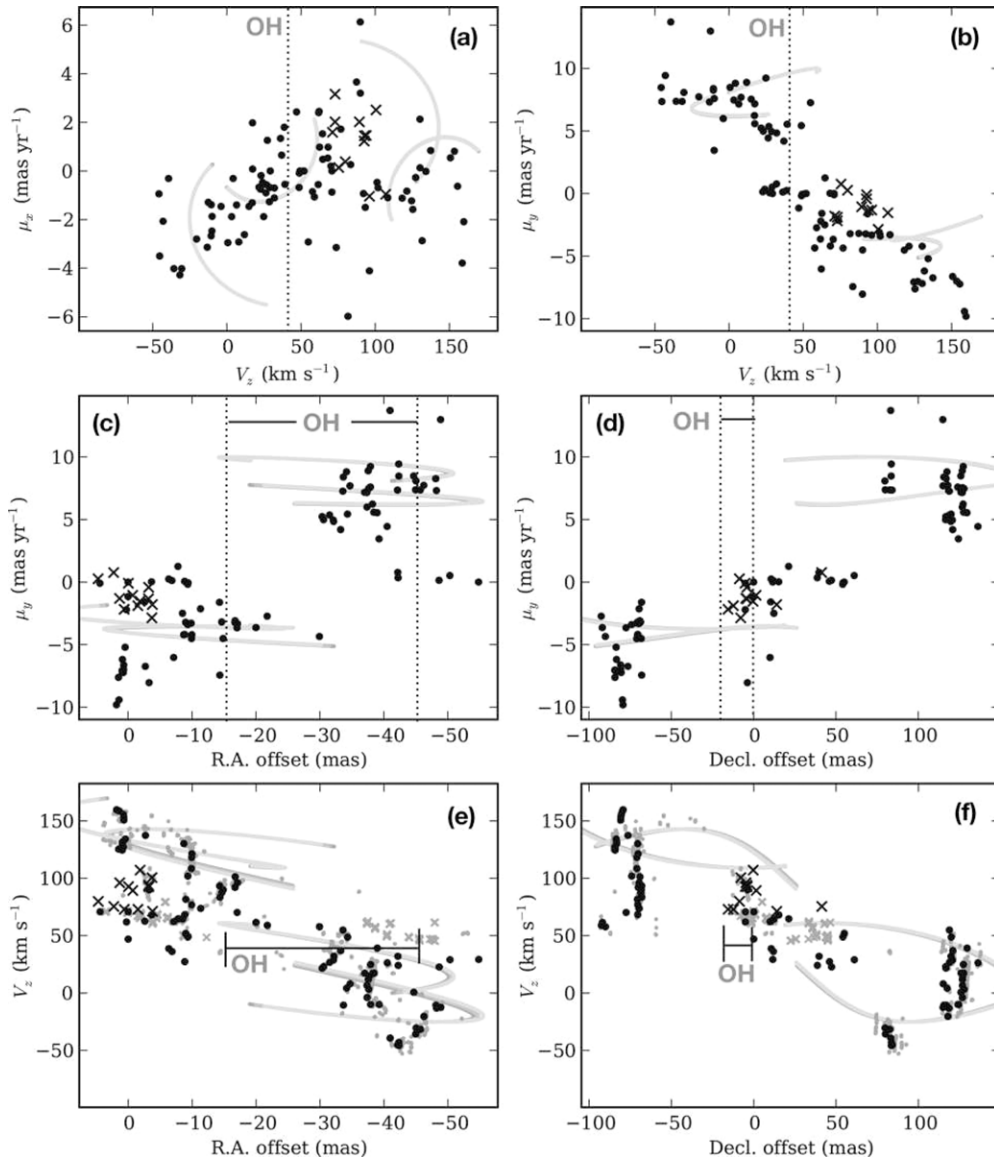 OH (a)
μx (mas yr−1)
6
4
2
0
−2
−4
−6
−50 0 50 100 150
Vz (km s−1)
OH (b)
μy (mas yr−1)
10
5
0
−5
−10
−50 0 50 100 150
Vz (km s−1)
(c) OH
μy (mas yr−1)
10
5
0
−5
−10
0 −10 −20 −30 −40 −50
R.A. offset (mas)
OH (d)
μy (mas yr−1)
10
5
0
−5
−10
−100 −50 0 50 100
Decl. offset (mas)
(e)
Vz (km s−1)
150
100
50
0
−50
OH
0 −10 −20 −30 −40 −50
R.A. offset (mas)
(f)
Vz (km s−1)
150
100
50
0
−50
OH
−100 −50 0 50 100
Decl. offset (mas)